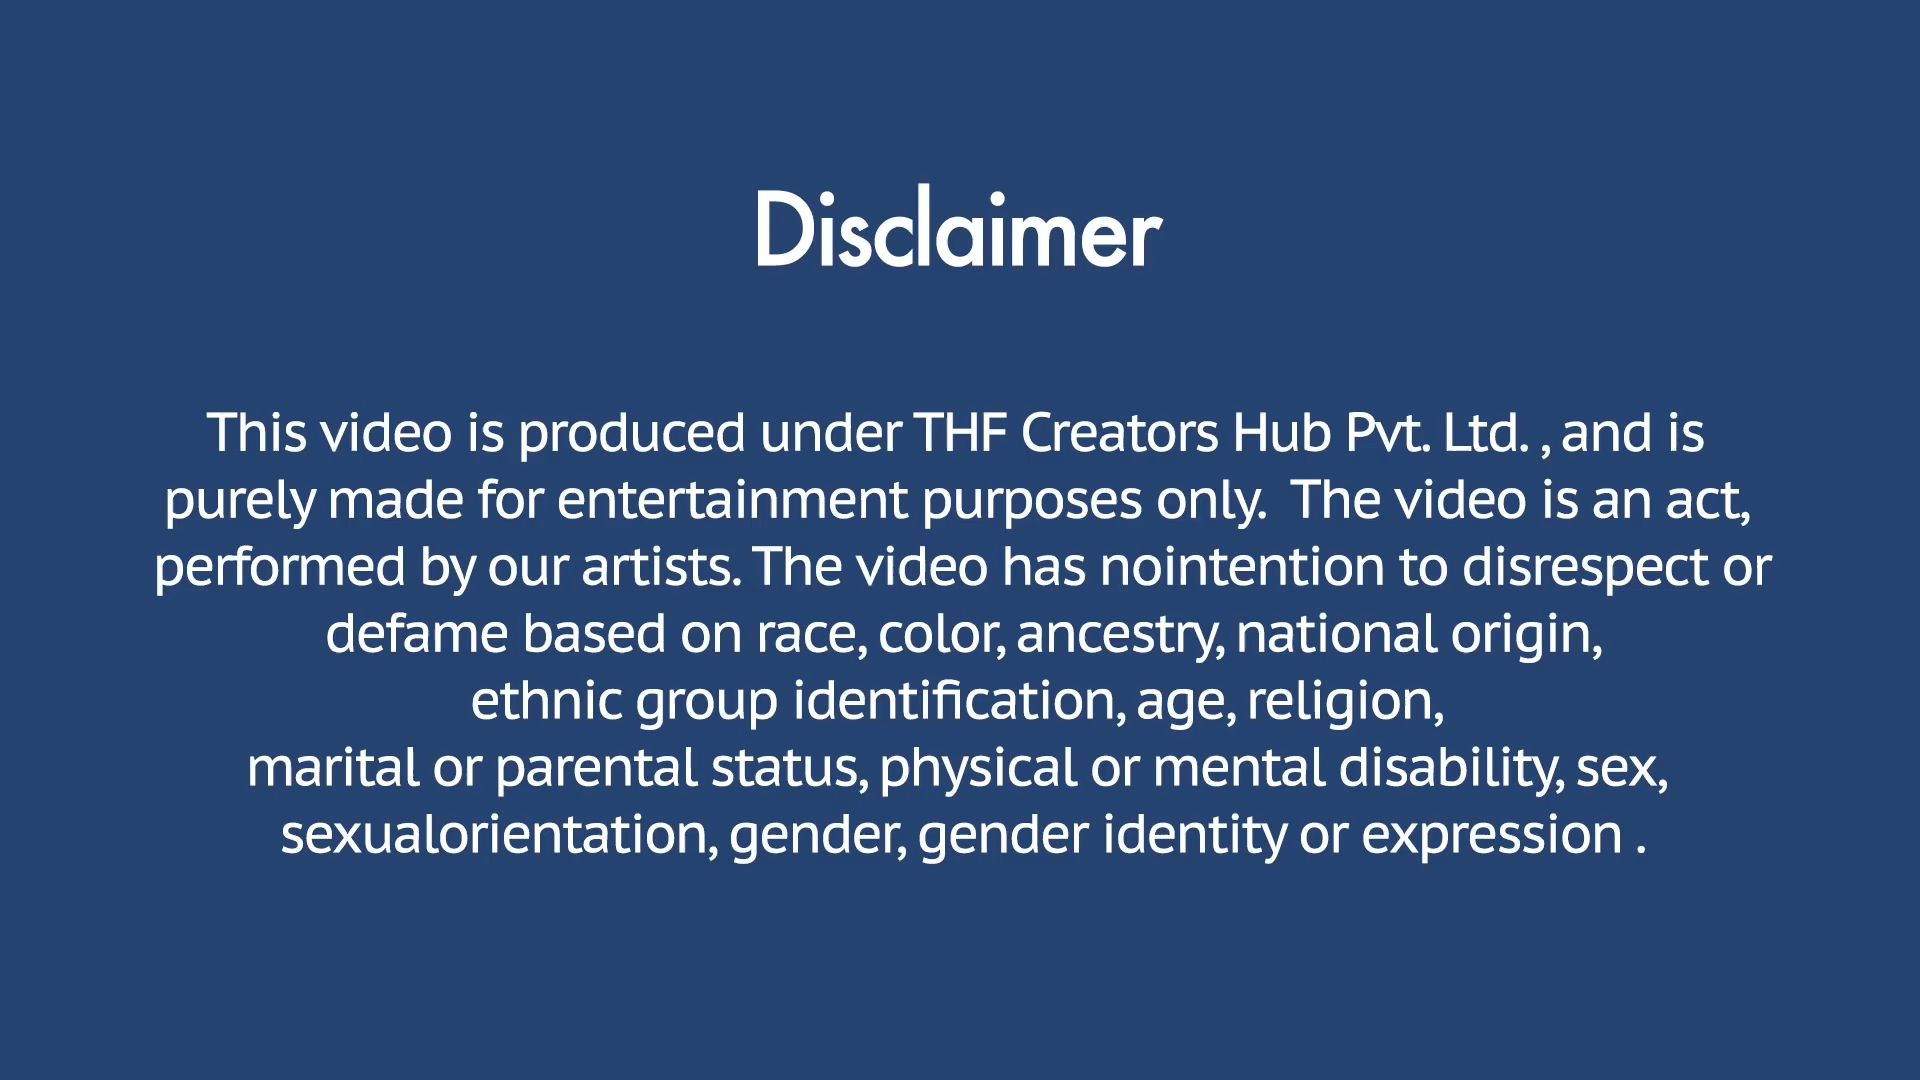 Disclaimer
This video is produced under THF Creators Hub Pvt. Ltd. , and is
purely made for entertainment purposes only.  The video is an act,
performed by our artists. The video has nointention to disrespect or
defame based on race, color, ancestry, national origin,
ethnic group identification, age, religion,
marital or parental status, physical or mental disability, sex,
sexualorientation, gender, gender identity or expression .